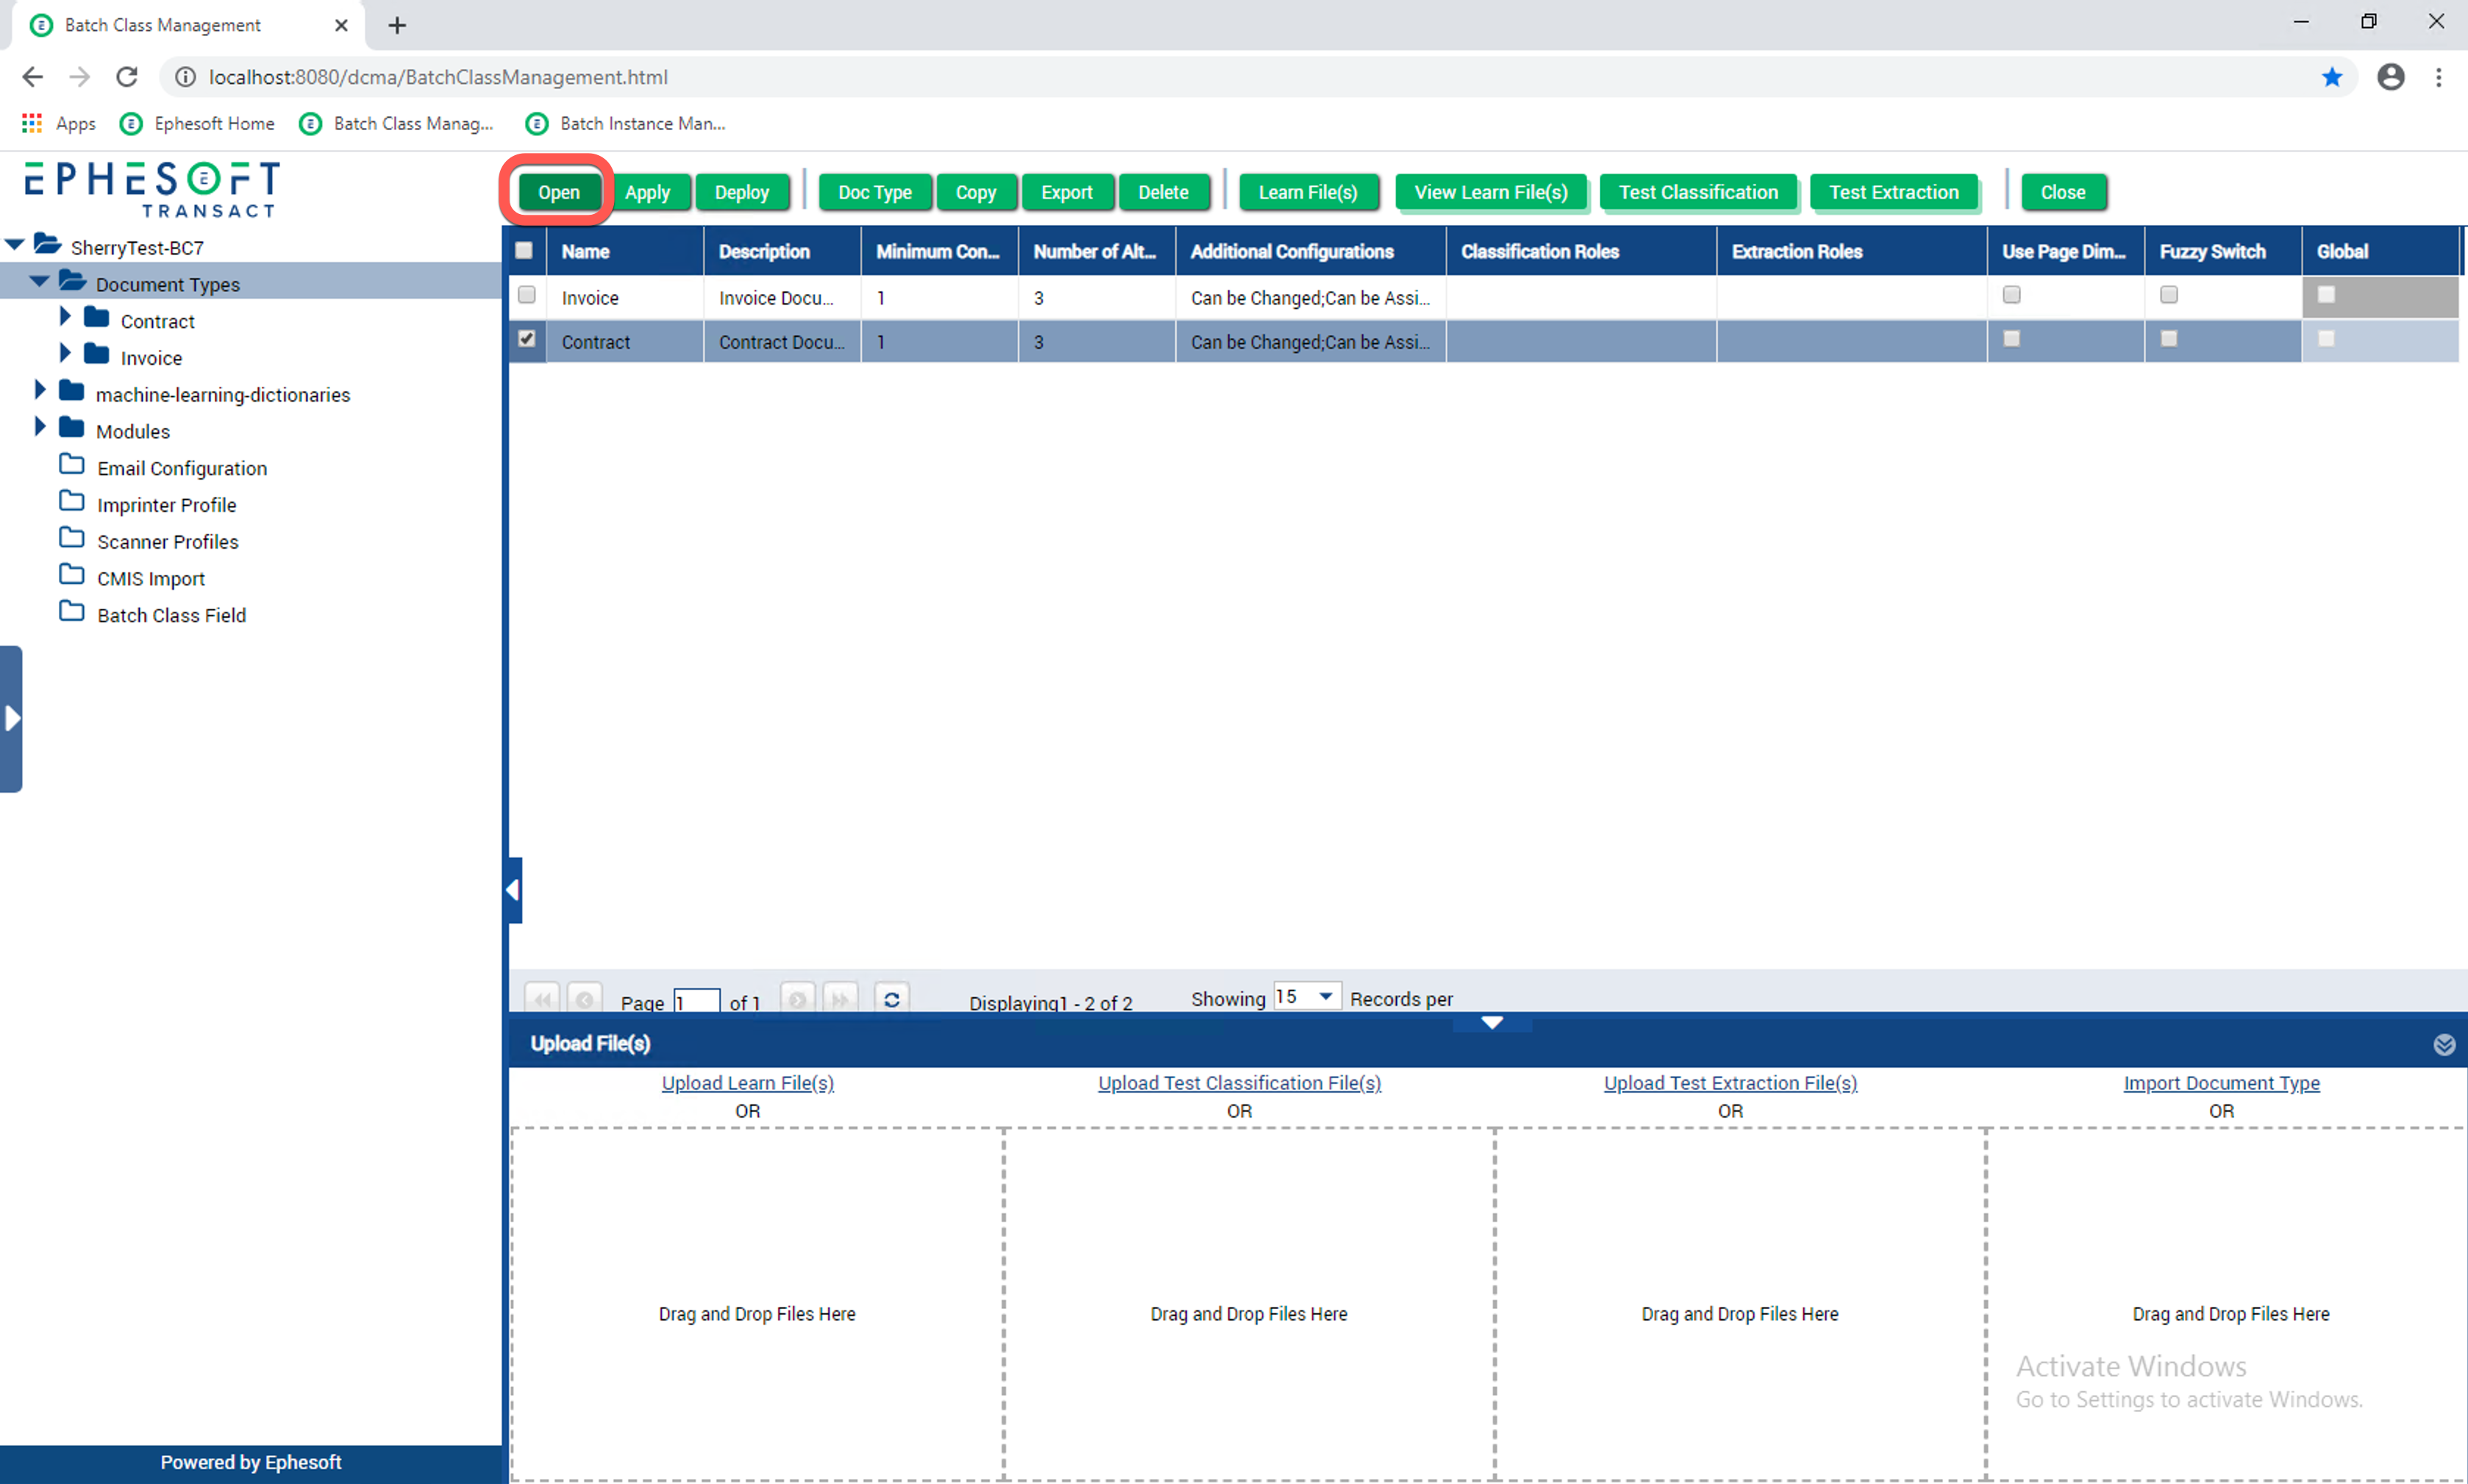 Batch Class Management
localhost:8080/dcma/BatchClassManagement.html
Apps Ephesoft Home Batch Class Manag... Batch Instance Man...
EPHESOFT
TRANSACT
Open Apply Deploy Doc Type Copy Export Delete Learn File(s) View Learn File(s) Test Classification Test Extraction Close
SherryTest-BC7
Document Types
Contract
Invoice
machine-learning-dictionaries
Modules
Email Configuration
Imprinter Profile
Scanner Profiles
CMIS Import
Batch Class Field
Name Description Minimum Con... Number of Alt... Additional Configurations Classification Roles Extraction Roles Use Page Dim... Fuzzy Switch Global
Invoice Invoice Docu... 1 3 Can be Changed;Can be Assi...
Contract Contract Docu... 1 3 Can be Changed;Can be Assi...
Page 1 of 1 Displaying1 - 2 of 2 Showing 15 Records per
Upload File(s)
Upload Learn File(s) Upload Test Classification File(s) Upload Test Extraction File(s) Import Document Type
OR OR OR OR
Drag and Drop Files Here Drag and Drop Files Here Drag and Drop Files Here Drag and Drop Files Here
Activate Windows
Go to Settings to activate Windows.
Powered by Ephesoft